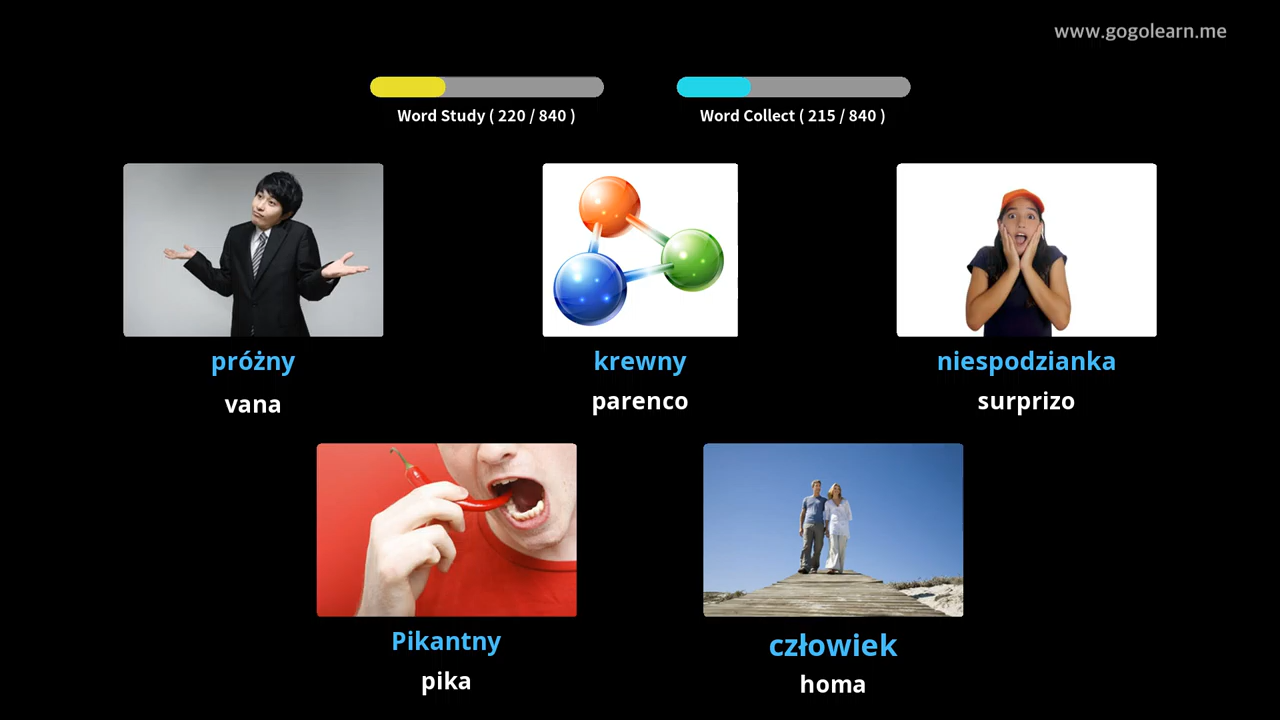 www.gogolearn.me
Word Study ( 220 / 840 )
Word Collect ( 215 / 840 )
próżny
krewny
niespodzianka
vana
parenco
surprizo
Pikantny
człowiek
pika
homa